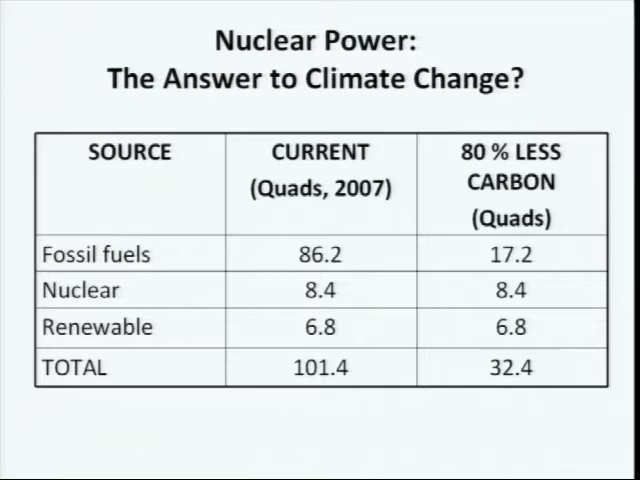 Nuclear Power:
The Answer to Climate Change?
SOURCE CURRENT (Quads, 2007) 80 % LESS CARBON (Quads)
Fossil fuels 86.2 17.2
Nuclear 8.4 8.4
Renewable 6.8 6.8
TOTAL 101.4 32.4